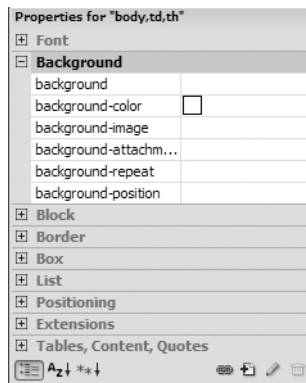 Properties for "body,td,th"
Font
Background
background
background-color
background-image
background-attachm...
background-repeat
background-position
Block
Border
Box
List
Positioning
Extensions
Tables, Content, Quotes
AZ↓ **↓